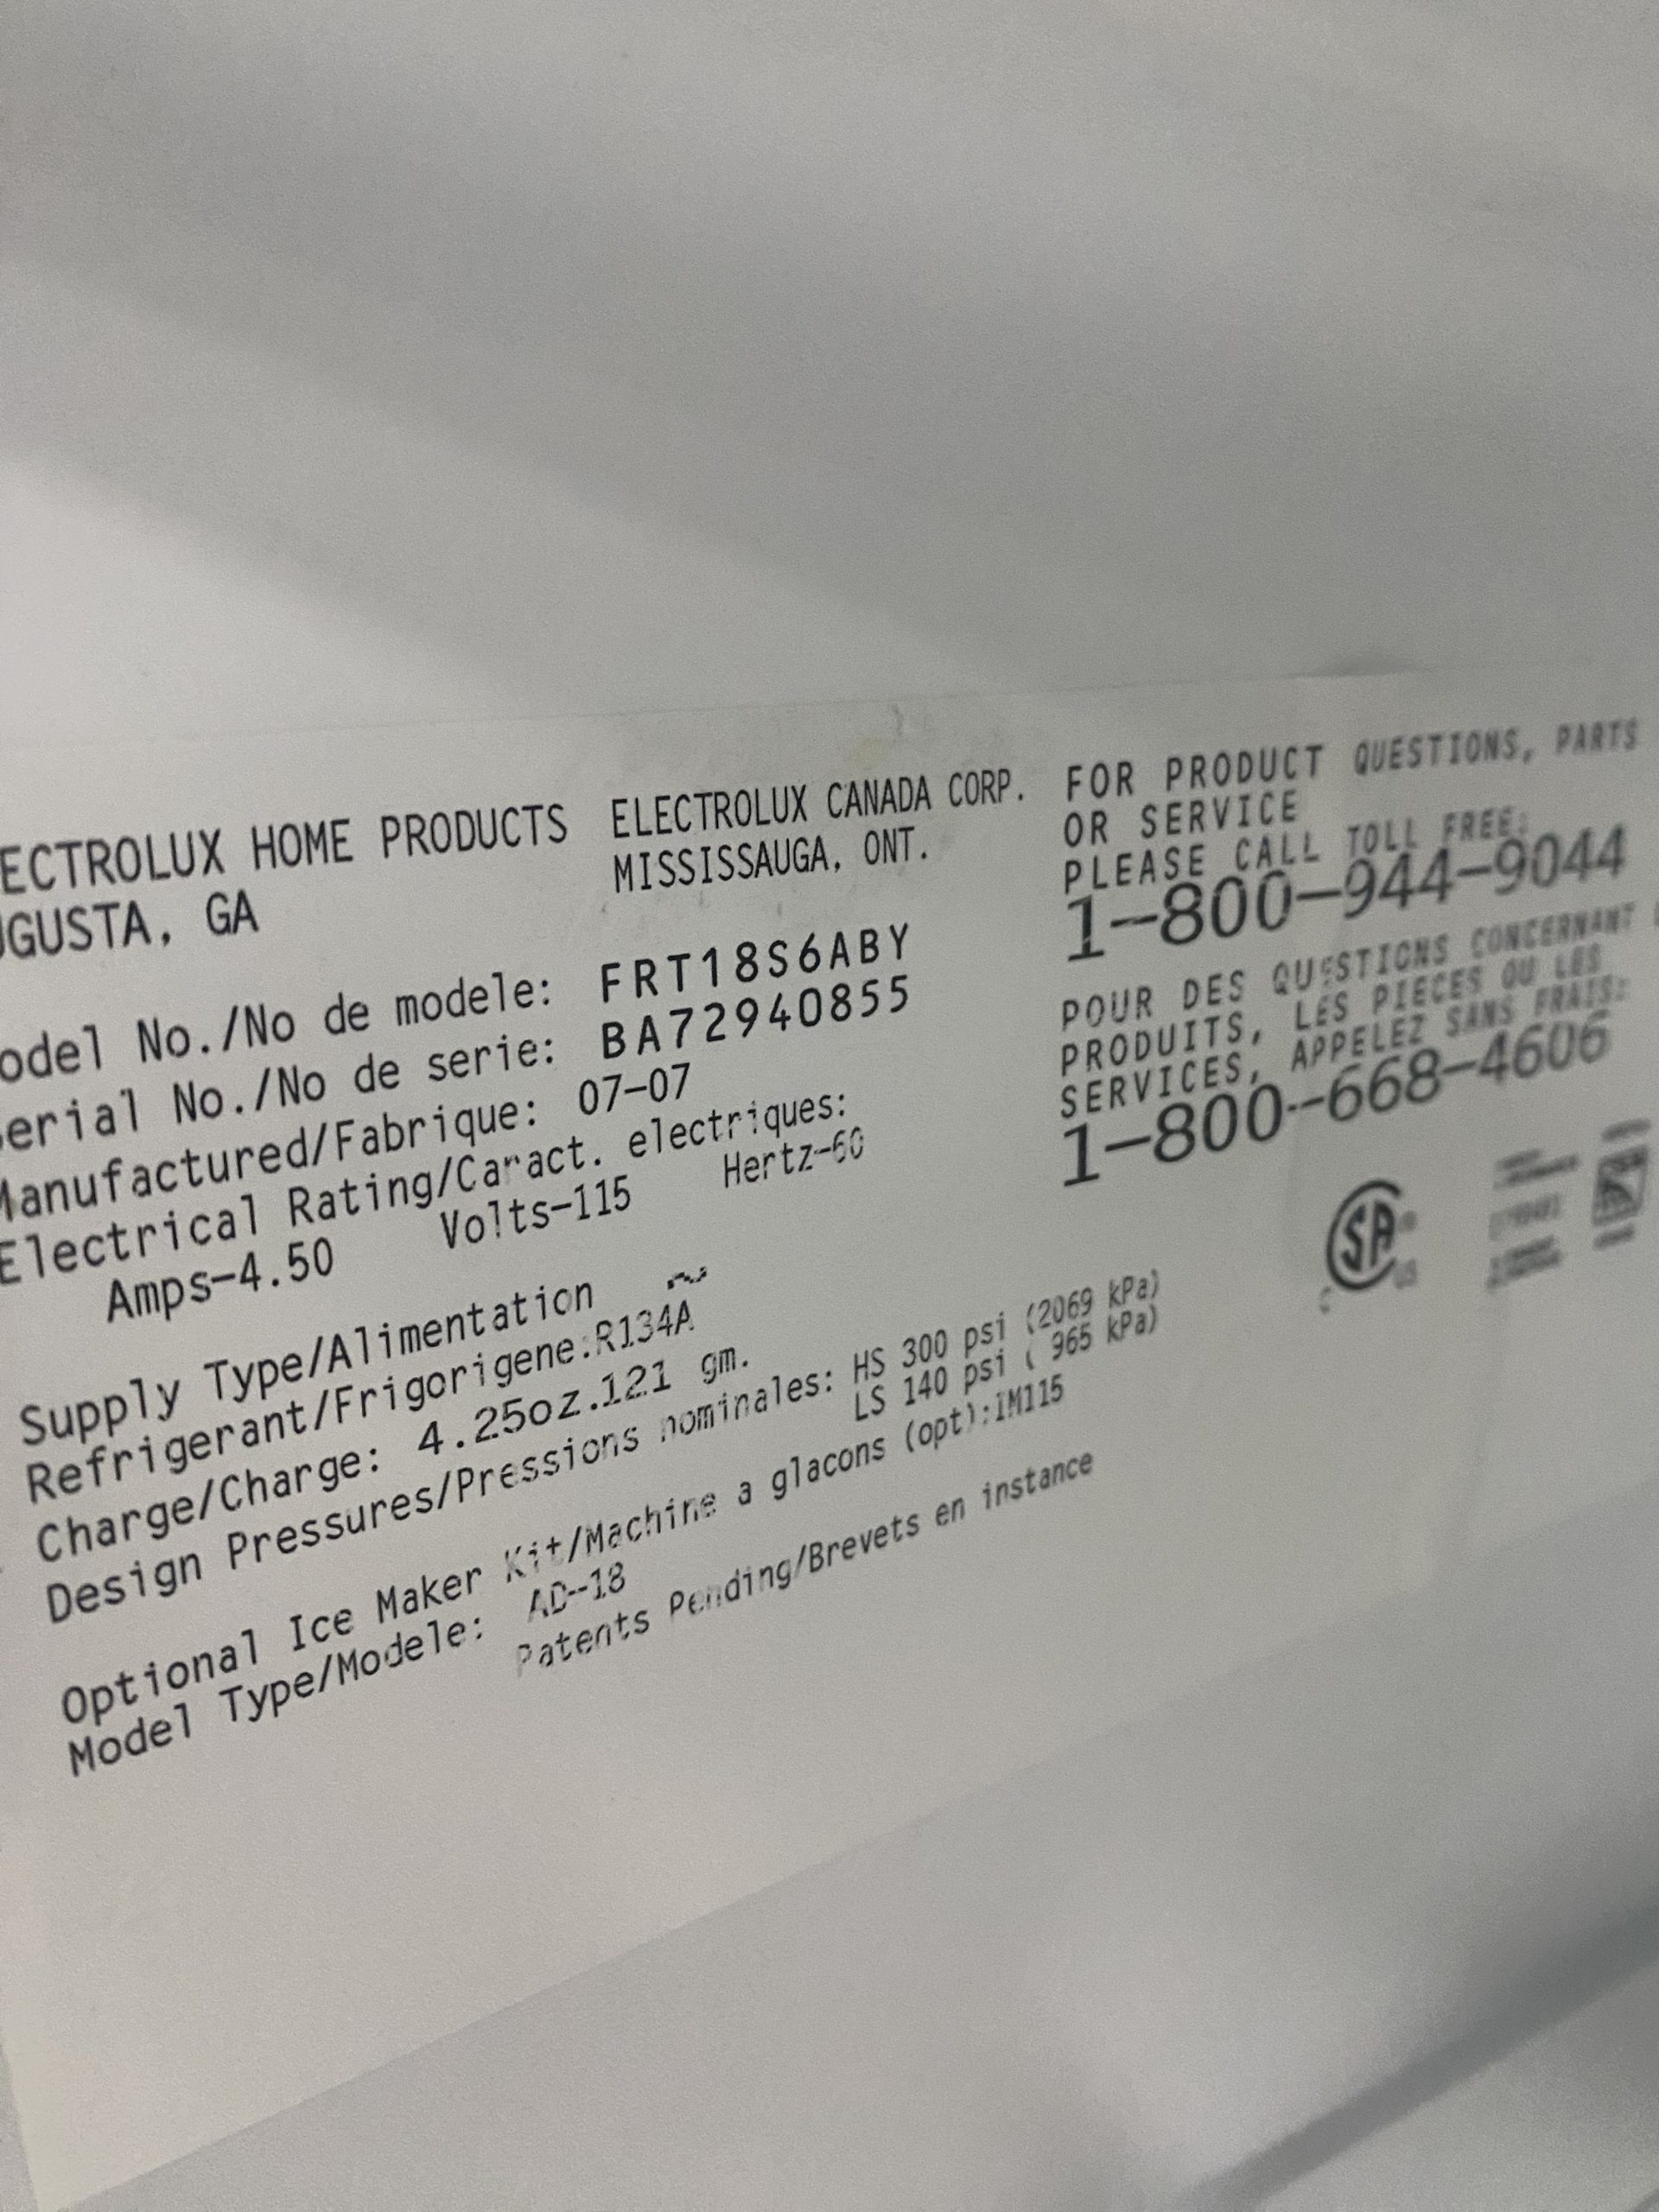 ECTROLUX HOME PRODUCTS
UGUSTA, GA
ELECTROLUX CANADA CORP.
MISSISSAUGA, ONT.
FOR PRODUCT QUESTIONS, PARTS
OR SERVICE
PLEASE CALL TOLL FREE:
1-800-944-9044
POUR DES QUESTIONS CONCERNANT
PRODUITS, LES PIECES OU LES
SERVICES, APPELEZ SANS FRAIS:
1-800-668-4606
odel No./No de modele: FRT18S6ABY
erial No./No de serie: BA72940855
Manufactured/Fabrique: 07-07
Electrical Rating/Caract. electriques:
Amps-4.50 Volts-115 Hertz-60
Supply Type/Alimentation ~
Refrigerant/Frigorigene:R134A
Charge/Charge: 4.25oz.121 gm.
Design Pressures/Pressions nominales: HS 300 psi (2069 kPa)
LS 140 psi ( 965 kPa)
Optional Ice Maker Kit/Machine a glacons (opt):IM115
Model Type/Modele: AD-18
Patents Pending/Brevets en instance
SA